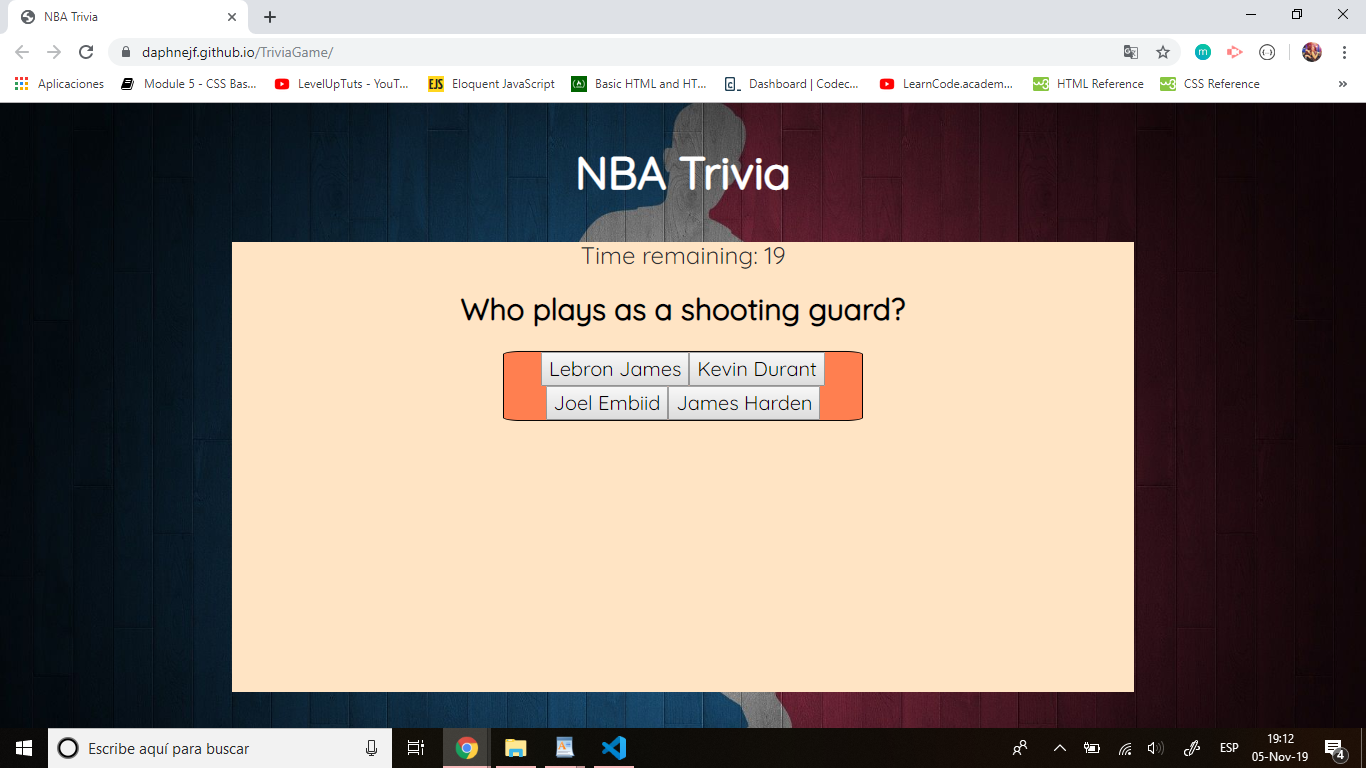 NBA Trivia
daphnejf.github.io/TriviaGame/
Aplicaciones Module 5 - CSS Bas... LevelUpTuts - YouT... EJS Eloquent JavaScript Basic HTML and HT... Dashboard | Codec... LearnCode.academ... HTML Reference CSS Reference »
NBA Trivia
Time remaining: 19
Who plays as a shooting guard?
Lebron James Kevin Durant
Joel Embiid James Harden
Escribe aquí para buscar
ESP
19:12
05-Nov-19
4